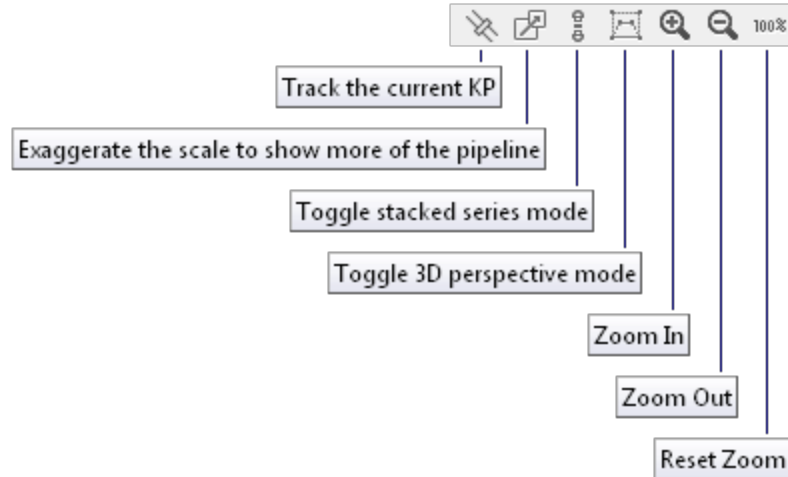 100%
Track the current KP
Exaggerate the scale to show more of the pipeline
Toggle stacked series mode
Toggle 3D perspective mode
Zoom In
Zoom Out
Reset Zoom